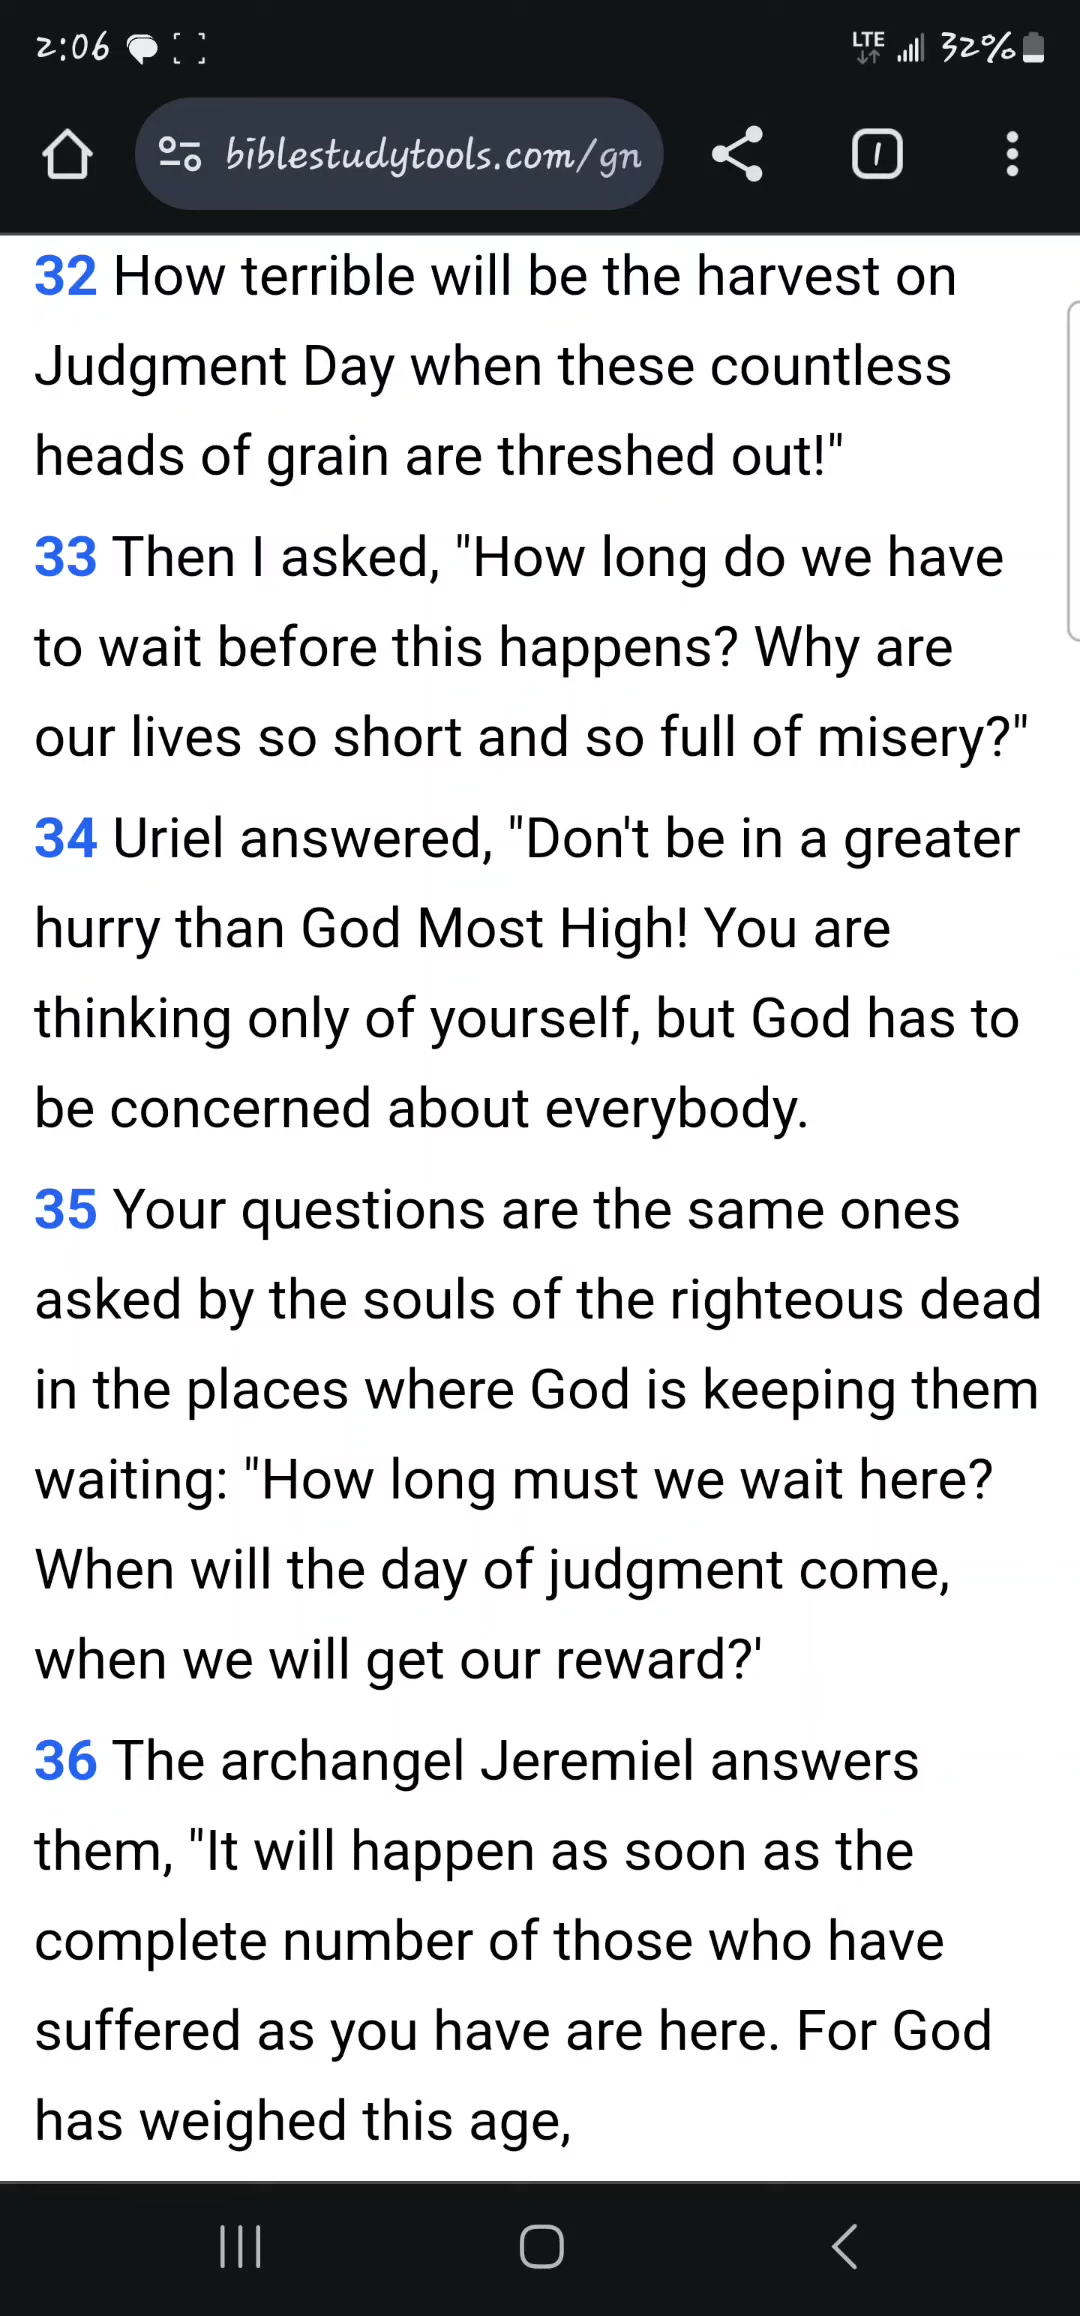 2:06
LTE 32%
biblestudytools.com/gn
1
32 How terrible will be the harvest on
Judgment Day when these countless
heads of grain are threshed out!"
33 Then I asked, "How long do we have
to wait before this happens? Why are
our lives so short and so full of misery?"
34 Uriel answered, "Don't be in a greater
hurry than God Most High! You are
thinking only of yourself, but God has to
be concerned about everybody.
35 Your questions are the same ones
asked by the souls of the righteous dead
in the places where God is keeping them
waiting: "How long must we wait here?
When will the day of judgment come,
when we will get our reward?'
36 The archangel Jeremiel answers
them, "It will happen as soon as the
complete number of those who have
suffered as you have are here. For God
has weighed this age,